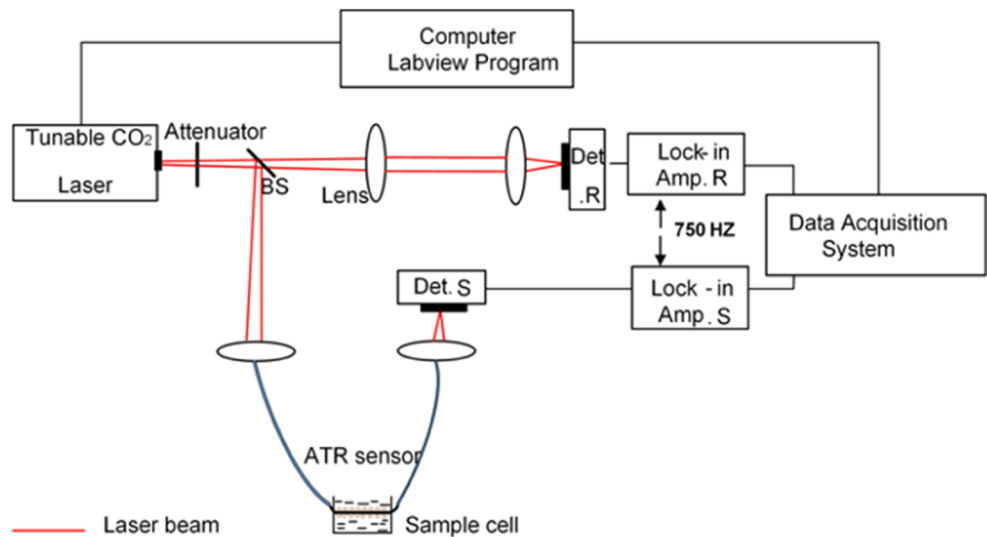 Computer
Labview Program
Tunable CO₂
Laser
Attenuator
BS
Lens
Det
.R
Lock-in
Amp. R
750 HZ
Data Acquisition
System
Det. S
Lock - in
Amp. S
ATR sensor
Sample cell
Laser beam